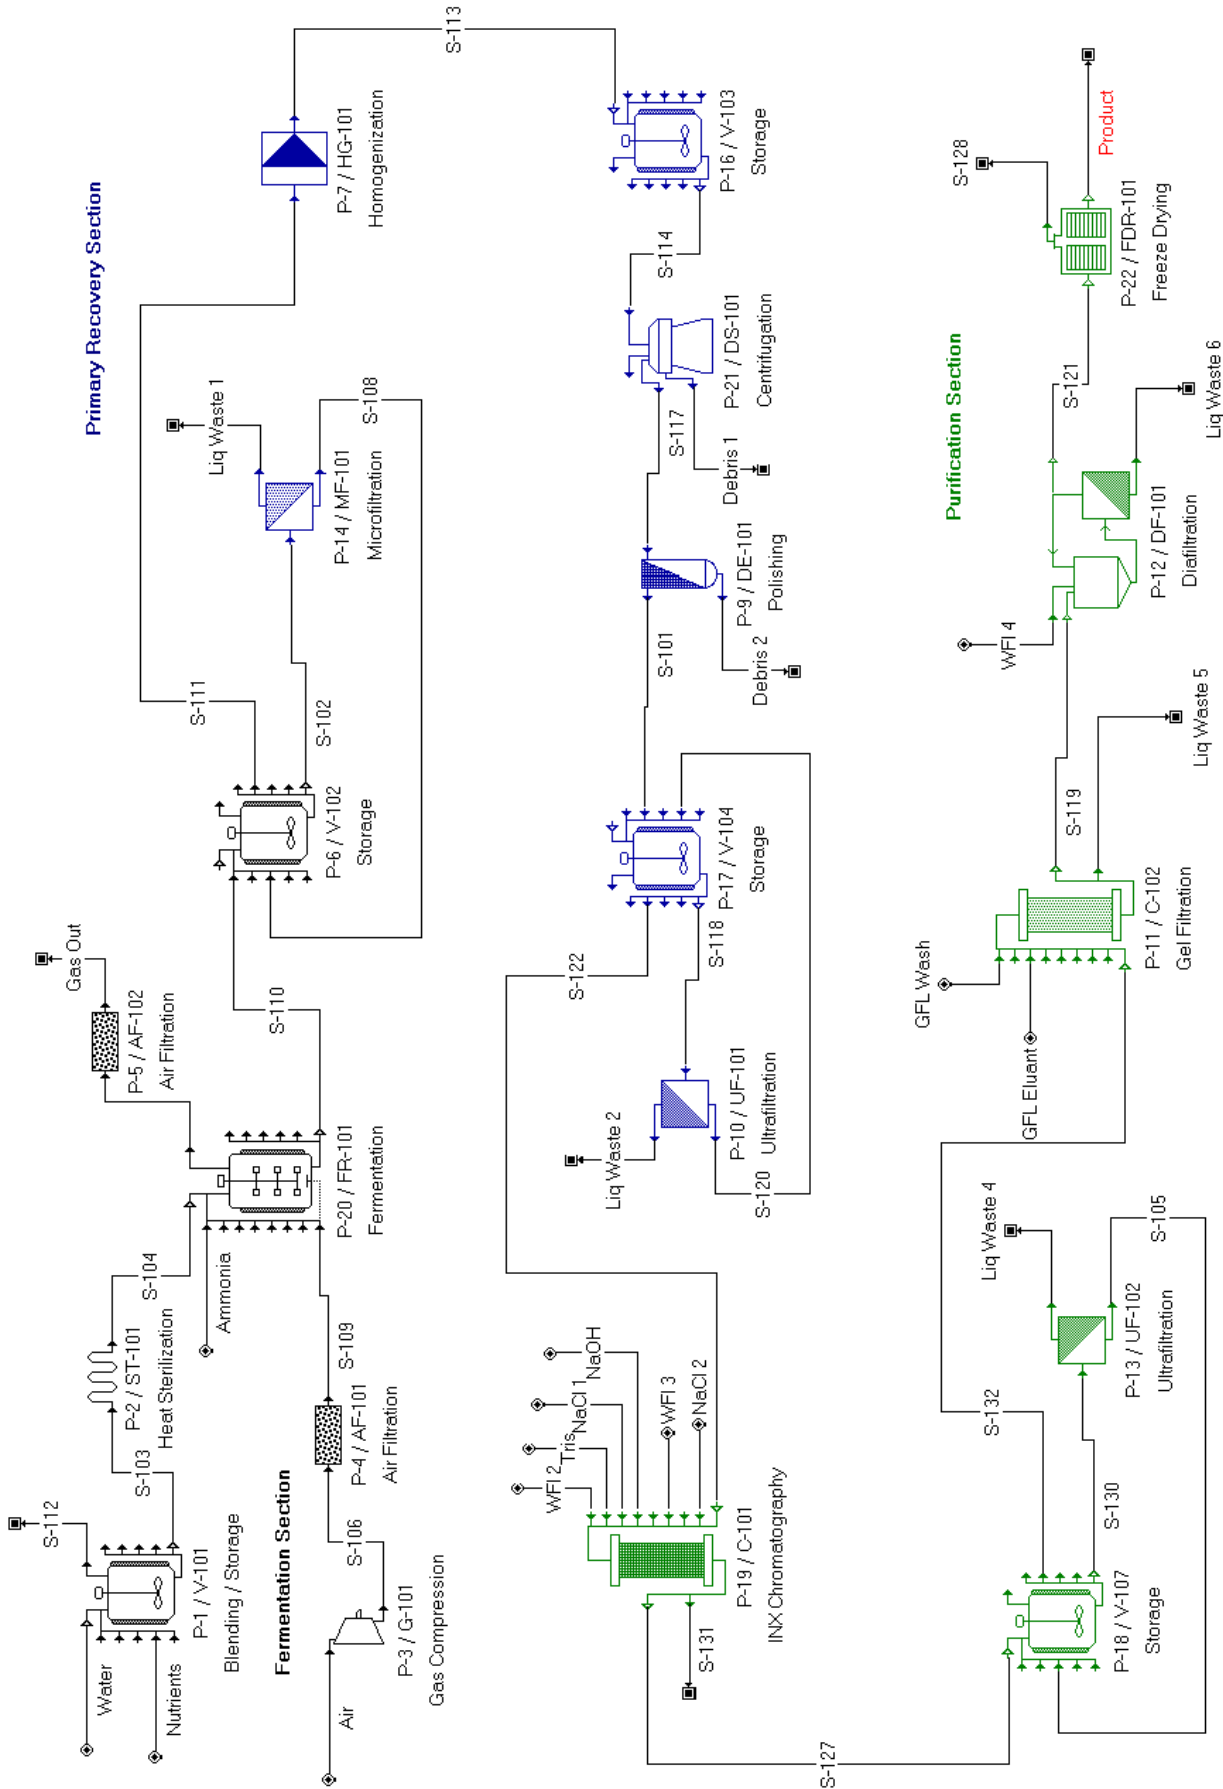 S-112
Water
Nutrients
P-1 / V-101
Blending / Storage
S-103
P-2 / ST-101
Heat Sterilization
S-104
Ammonia
Fermentation Section
Air
P-3 / G-101
Gas Compression
S-106
P-4 / AF-101
Air Filtration
S-109
P-20 / FR-101
Fermentation
P-5 / AF-102
Air Filtration
Gas Out
S-110
P-6 / V-102
Storage
S-111
S-102
Primary Recovery Section
Liq Waste 1
P-14 / MF-101
Microfiltration
S-108
P-7 / HG-101
Homogenization
S-113
P-16 / V-103
Storage
S-114
P-21 / DS-101
Centrifugation
S-117
Debris 1
P-9 / DE-101
Polishing
Debris 2
S-101
P-17 / V-104
Storage
S-118
S-122
Liq Waste 2
P-10 / UF-101
Ultrafiltration
S-120
WFI 2
Tris
NaCl 1
NaOH
WFI 3
NaCl 2
P-19 / C-101
INX Chromatography
S-131
S-127
P-18 / V-107
Storage
S-130
S-132
Liq Waste 4
P-13 / UF-102
Ultrafiltration
S-105
GFL Eluant
GFL Wash
P-11 / C-102
Gel Filtration
S-119
Liq Waste 5
Purification Section
WFI 4
P-12 / DF-101
Diafiltration
Liq Waste 6
S-121
P-22 / FDR-101
Freeze Drying
S-128
Product